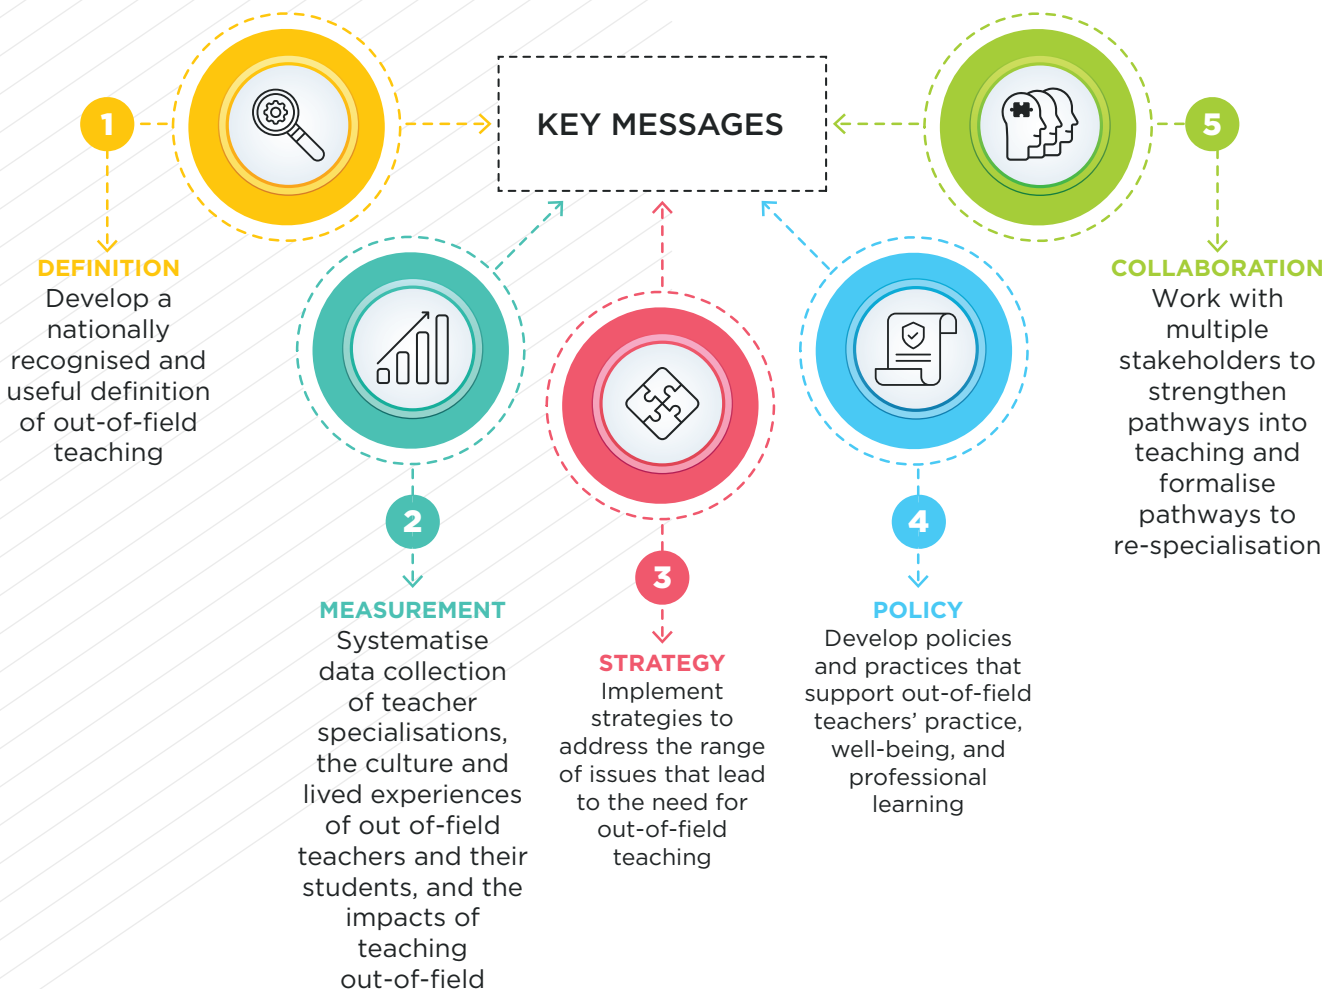 KEY MESSAGES
1
DEFINITION
Develop a
nationally
recognised and
useful definition
of out-of-field
teaching
2
MEASUREMENT
Systematise
data collection
of teacher
specialisations,
the culture and
lived experiences
of out of-field
teachers and their
students, and the
impacts of
teaching
out-of-field
3
STRATEGY
Implement
strategies to
address the range
of issues that lead
to the need for
out-of-field
teaching
4
POLICY
Develop policies
and practices that
support out-of-field
teachers’ practice,
well-being, and
professional
learning
5
COLLABORATION
Work with
multiple
stakeholders to
strengthen
pathways into
teaching and
formalise
pathways to
re-specialisation